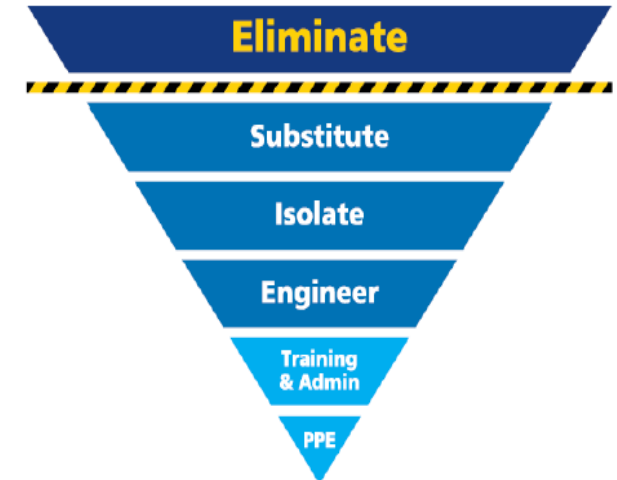 Eliminate
Substitute
Isolate
Engineer
Training
& Admin
PPE